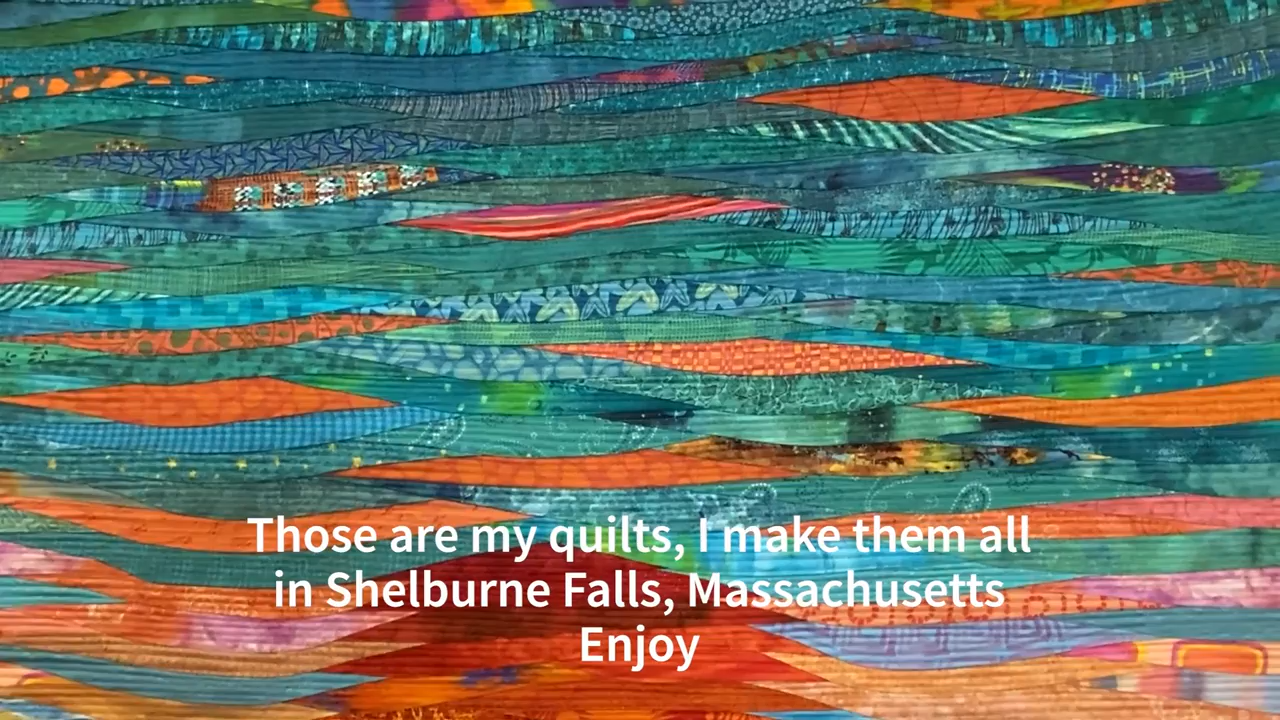 Those are my quilts, I make them all
in Shelburne Falls, Massachusetts
Enjoy